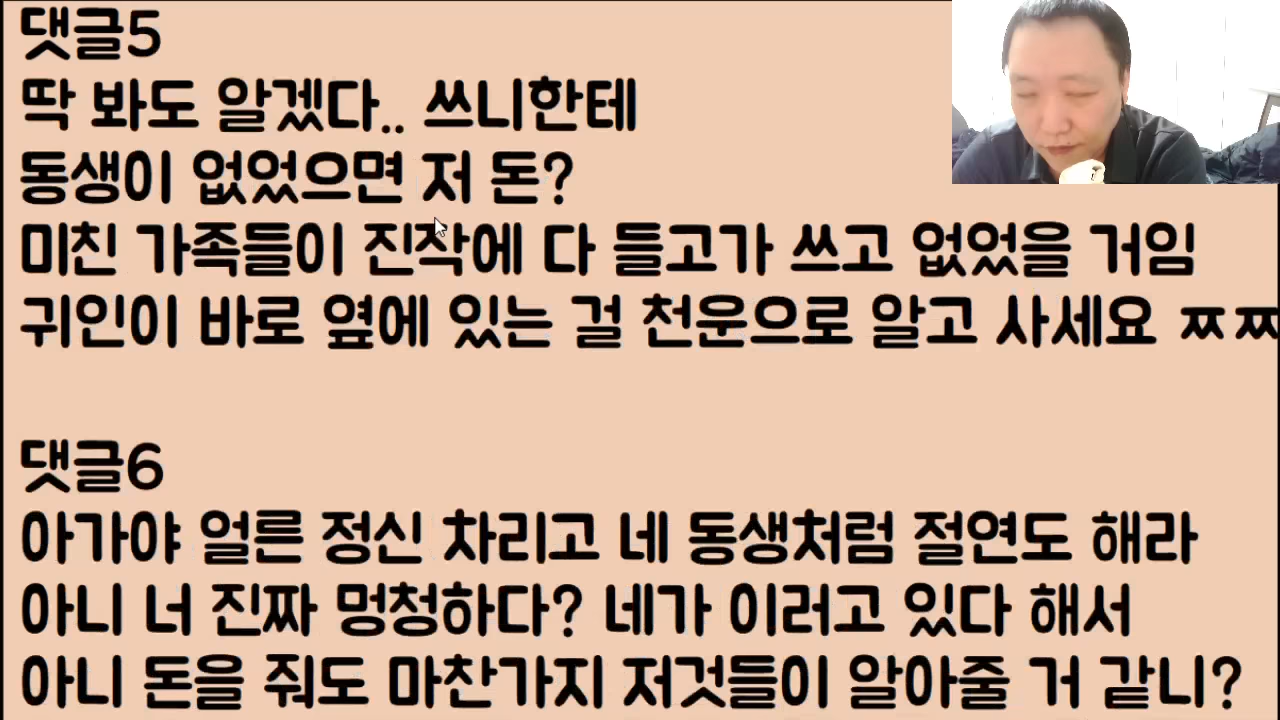 댓글5
딱 봐도 알겠다.. 쓰니한테
동생이 없었으면 저 돈?
미친 가족들이 진작에 다 들고가 쓰고 없었을 거임
귀인이 바로 옆에 있는 걸 천운으로 알고 사세요 ㅉㅉ
댓글6
아가야 얼른 정신 차리고 네 동생처럼 절연도 해라
아니 너 진짜 멍청하다? 네가 이러고 있다 해서
아니 돈을 줘도 마찬가지 저것들이 알아줄 거 같니?